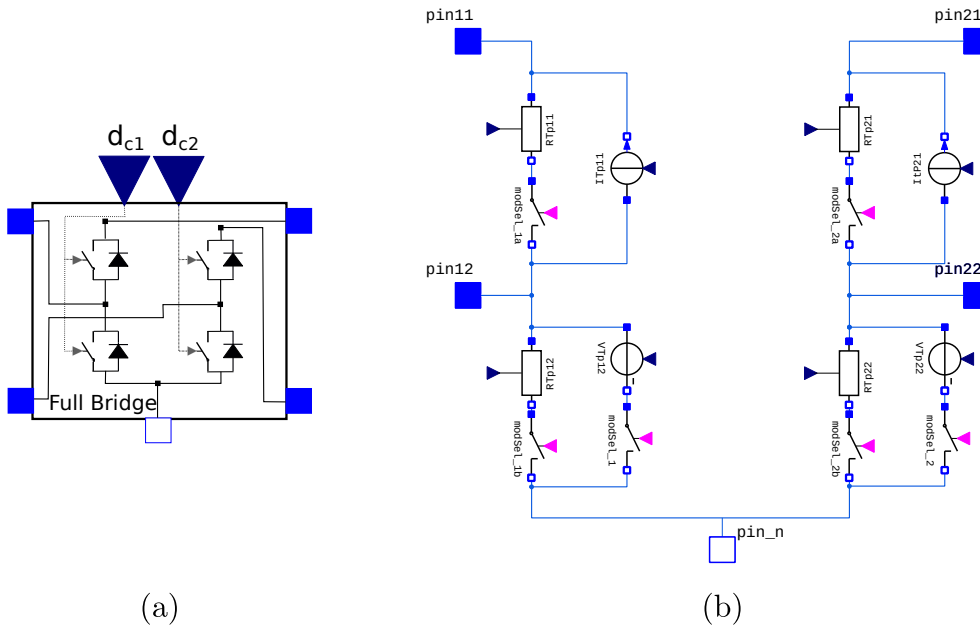 d_c1 d_c2
Full Bridge
(a)
pin11
pin21
RTp11
ITp11
modSel_1a
RTp21
ItP21
modSel_2a
pin12
pin22
RTp12
VTp12
modSel_1b
modSel_1
RTp22
VTp22
modSel_2b
modSel_2
pin_n
(b)